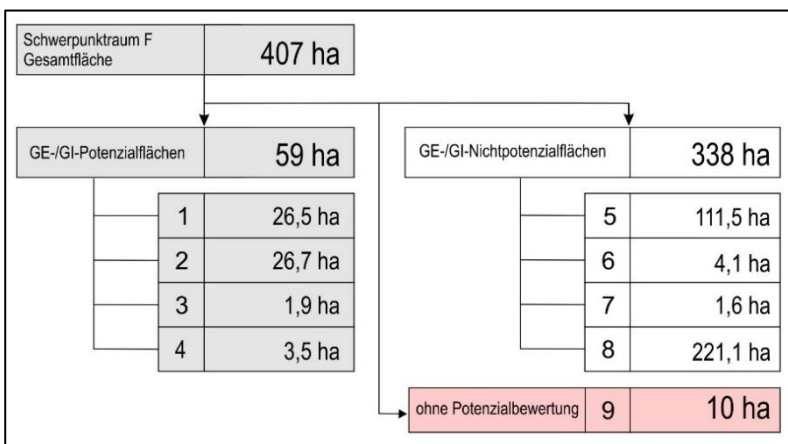 Schwerpunktraum F
Gesamtfläche
407 ha
GE-/GI-Potenzialflächen
59 ha
1
26,5 ha
2
26,7 ha
3
1,9 ha
4
3,5 ha
GE-/GI-Nichtpotenzialflächen
338 ha
5
111,5 ha
6
4,1 ha
7
1,6 ha
8
221,1 ha
ohne Potenzialbewertung
9
10 ha